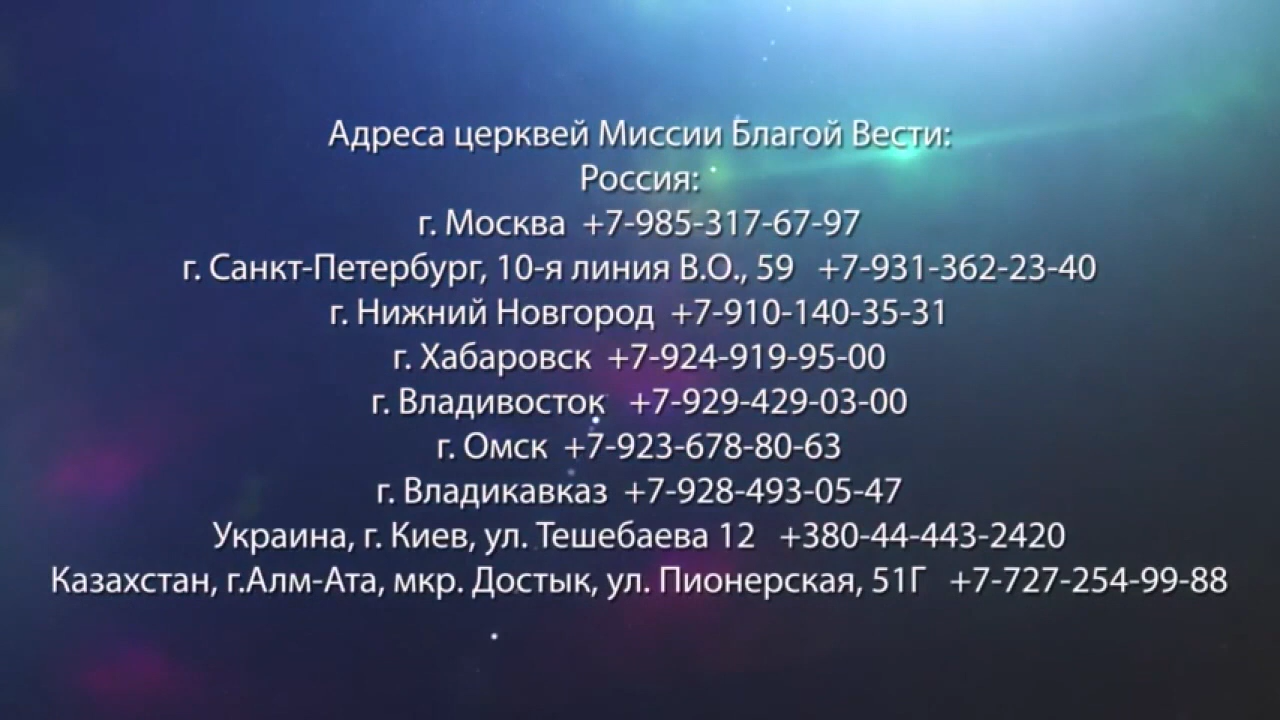 Адреса церквей Миссии Благой Вести:
Россия:
г. Москва +7-985-317-67-97
г. Санкт-Петербург, 10-я линия В.О., 59 +7-931-362-23-40
г. Нижний Новгород +7-910-140-35-31
г. Хабаровск +7-924-919-95-00
г. Владивосток +7-929-429-03-00
г. Омск +7-923-678-80-63
г. Владикавказ +7-928-493-05-47
Украина, г. Киев, ул. Тешебаева 12 +380-44-443-2420
Казахстан, г.Алм-Ата, мкр. Достык, ул. Пионерская, 51Г +7-727-254-99-88